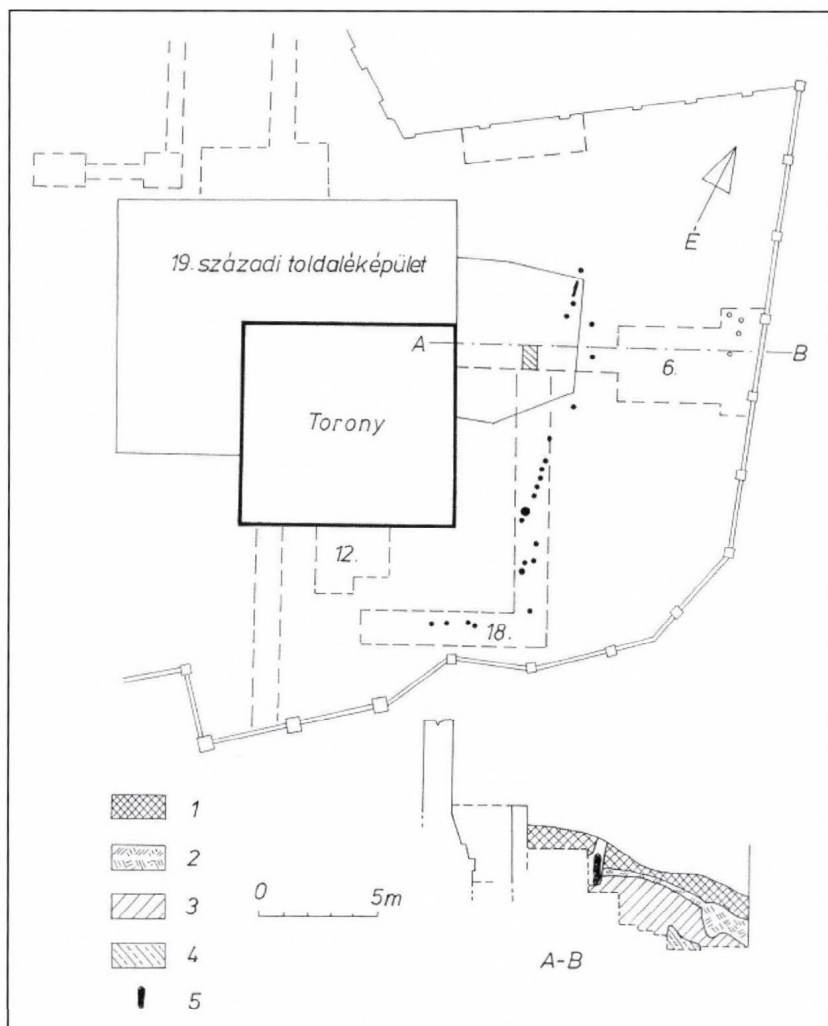 É
19. századi toldaléképület
A
B
6.
Torony
12.
18.
1
2
3
4
5
0 5m
A-B